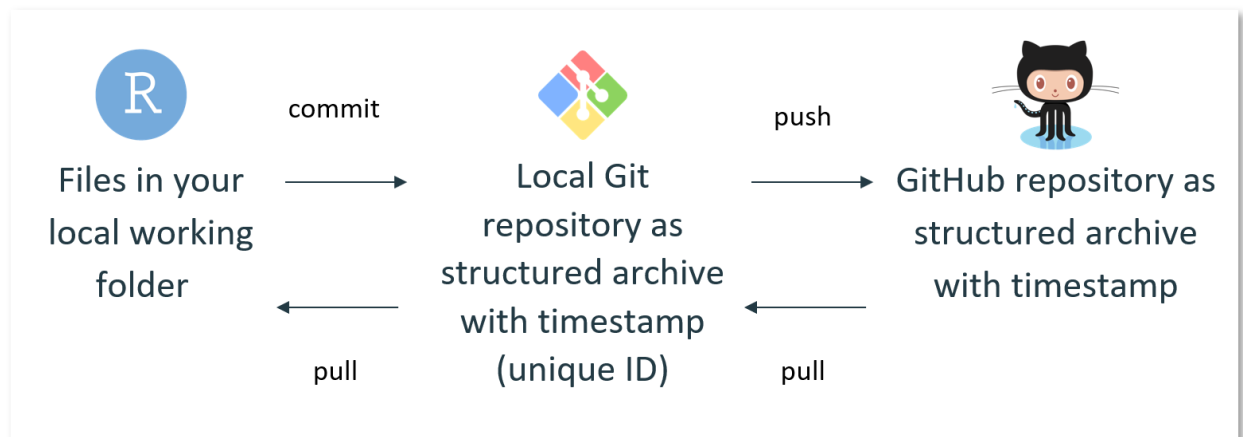 R
commit
push
Files in your
local working
folder
Local Git
repository as
structured archive
with timestamp
(unique ID)
GitHub repository as
structured archive
with timestamp
pull
pull